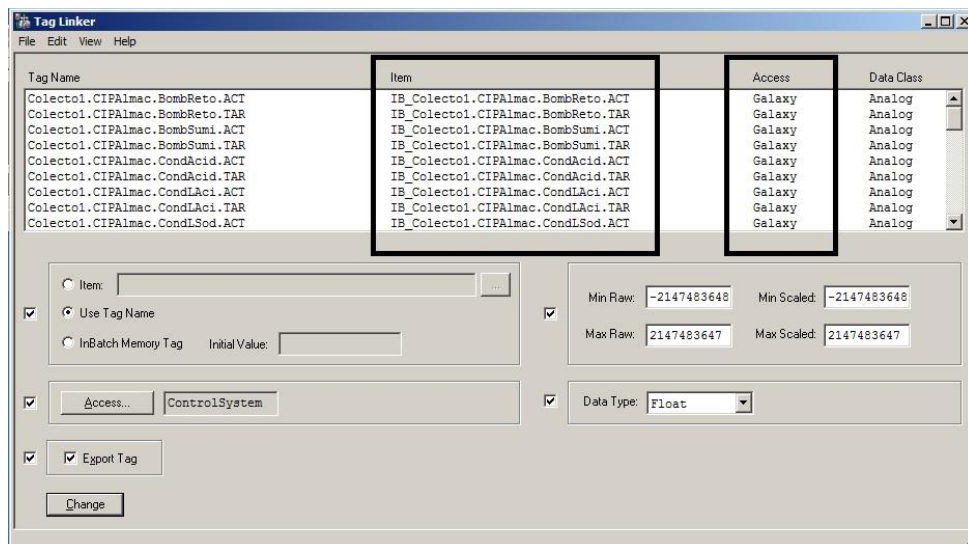 Tag Linker
File Edit View Help
Tag Name Item Access Data Class
Colecto1.CIPAlmac.BombReto.ACT IB_Colecto1.CIPAlmac.BombReto.ACT Galaxy Analog
Colecto1.CIPAlmac.BombReto.TAR IB_Colecto1.CIPAlmac.BombReto.TAR Galaxy Analog
Colecto1.CIPAlmac.BombSumi.ACT IB_Colecto1.CIPAlmac.BombSumi.ACT Galaxy Analog
Colecto1.CIPAlmac.BombSumi.TAR IB_Colecto1.CIPAlmac.BombSumi.TAR Galaxy Analog
Colecto1.CIPAlmac.CondAcid.ACT IB_Colecto1.CIPAlmac.CondAcid.ACT Galaxy Analog
Colecto1.CIPAlmac.CondAcid.TAR IB_Colecto1.CIPAlmac.CondAcid.TAR Galaxy Analog
Colecto1.CIPAlmac.CondLAci.ACT IB_Colecto1.CIPAlmac.CondLAci.ACT Galaxy Analog
Colecto1.CIPAlmac.CondLAci.TAR IB_Colecto1.CIPAlmac.CondLAci.TAR Galaxy Analog
Colecto1.CIPAlmac.CondLSod.ACT IB_Colecto1.CIPAlmac.CondLSod.ACT Galaxy Analog
Item: ...
Use Tag Name
InBatch Memory Tag Initial Value:
Min Raw: -2147483648 Min Scaled: -2147483648
Max Raw: 2147483647 Max Scaled: 2147483647
Access... ControlSystem
Data Type: Float
Export Tag
Change